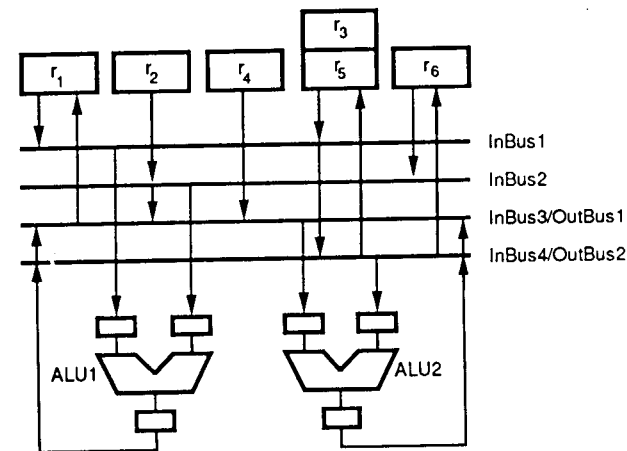 r3
r1
r2
r4
r5
r6
InBus1
InBus2
InBus3/OutBus1
InBus4/OutBus2
ALU1
ALU2